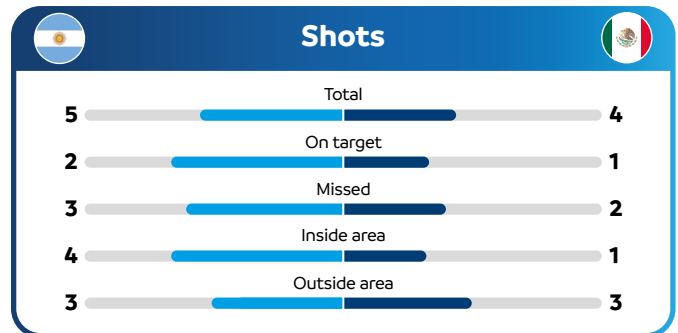 Shots
Total
5 4
On target
2 1
Missed
3 2
Inside area
4 1
Outside area
3 3